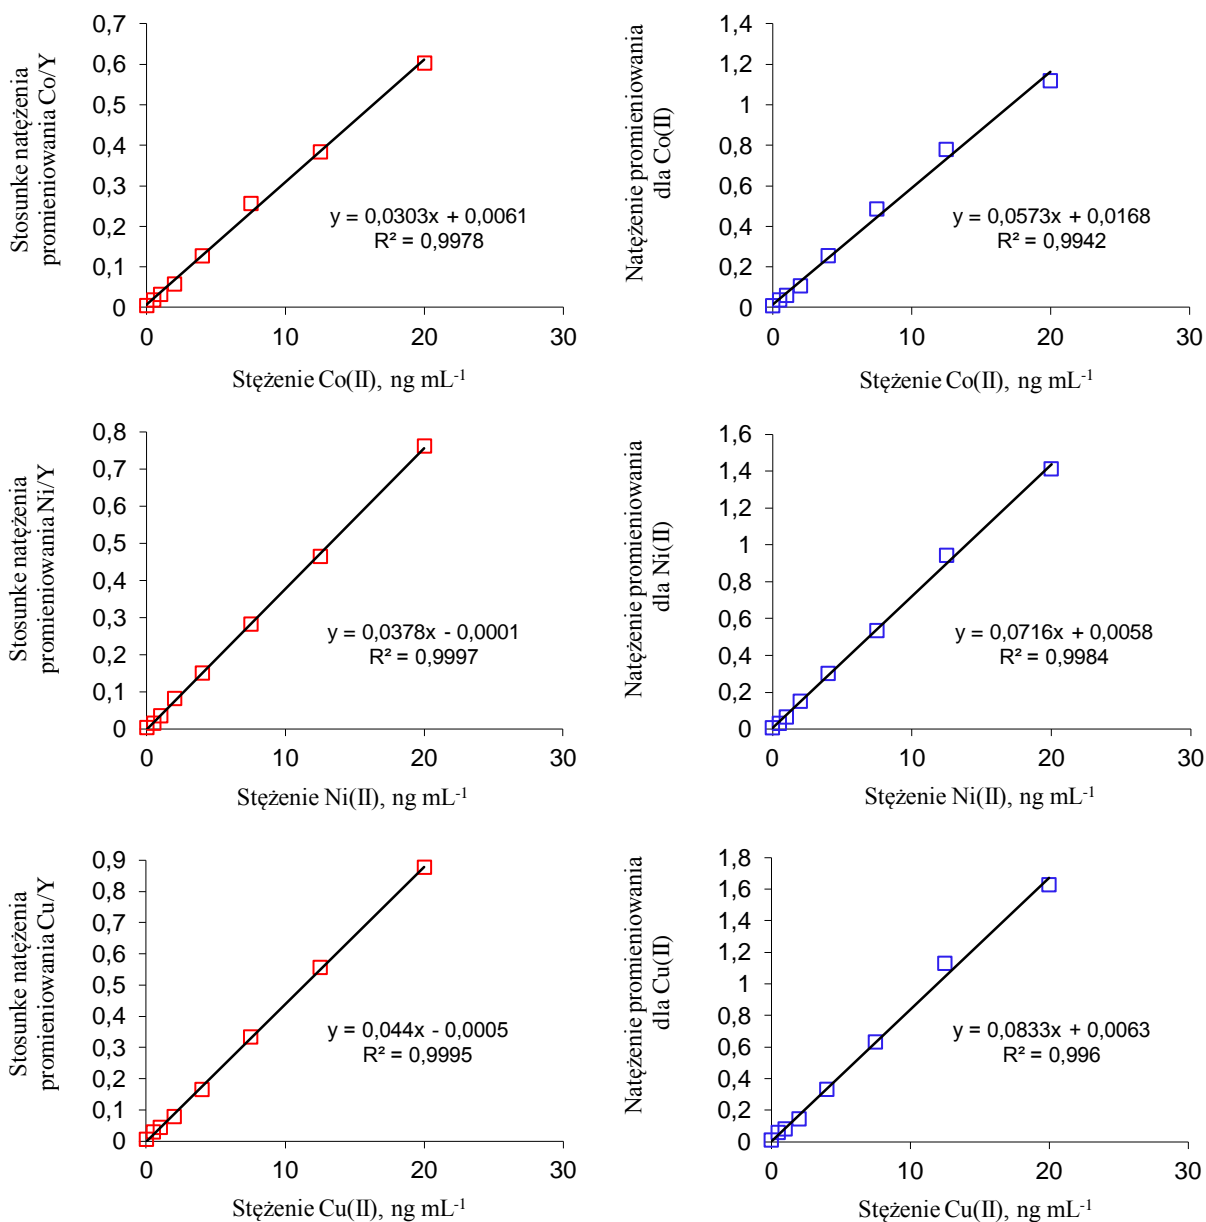 Stosunke natężenia
promieniowania Co/Y
0,7
0,6
0,5
0,4
0,3
0,2
0,1
0
y = 0,0303x + 0,0061
R² = 0,9978
0
10
20
30
Stężenie Co(II), ng mL⁻¹
Natężenie promieniowania
dla Co(II)
1,4
1,2
1
0,8
0,6
0,4
0,2
0
y = 0,0573x + 0,0168
R² = 0,9942
0
10
20
30
Stężenie Co(II), ng mL⁻¹
Stosunke natężenia
promieniowania Ni/Y
0,8
0,7
0,6
0,5
0,4
0,3
0,2
0,1
0
y = 0,0378x - 0,0001
R² = 0,9997
0
10
20
30
Stężenie Ni(II), ng mL⁻¹
Natężenie promieniowania
dla Ni(II)
1,6
1,4
1,2
1
0,8
0,6
0,4
0,2
0
y = 0,0716x + 0,0058
R² = 0,9984
0
10
20
30
Stężenie Ni(II), ng mL⁻¹
Stosunke natężenia
promieniowania Cu/Y
0,9
0,8
0,7
0,6
0,5
0,4
0,3
0,2
0,1
0
y = 0,044x - 0,0005
R² = 0,9995
0
10
20
30
Stężenie Cu(II), ng mL⁻¹
Natężenie promieniowania
dla Cu(II)
1,8
1,6
1,4
1,2
1
0,8
0,6
0,4
0,2
0
y = 0,0833x + 0,0063
R² = 0,996
0
10
20
30
Stężenie Cu(II), ng mL⁻¹